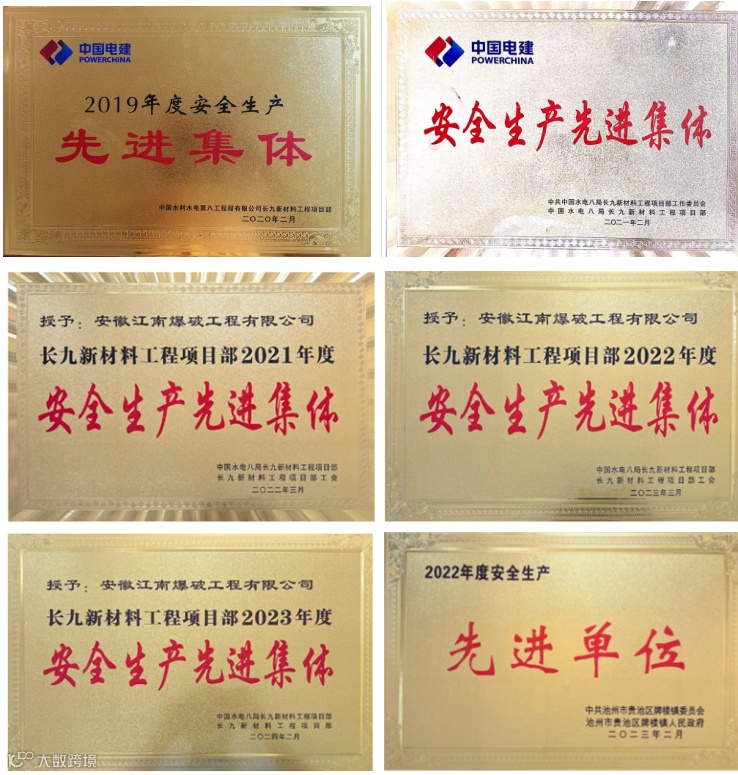 中国电建
POWERCHINA
2019年度安全生产
先进集体
中国水利水电第八工程局有限公司长九新材料工程项目部
二〇二〇年二月
中国电建
POWERCHINA
安全生产先进集体
中共中国水电八局长九新材料工程项目部工作委员会
中国水电八局长九新材料工程项目部
二〇二一年二月
授予：安徽江南爆破工程有限公司
长九新材料工程项目部2021年度
安全生产先进集体
中国水电八局长九新材料工程项目部
长九新材料工程项目部工会
二〇二二年三月
授予：安徽江南爆破工程有限公司
长九新材料工程项目部2022年度
安全生产先进集体
中国水电八局长九新材料工程项目部
长九新材料工程项目部工会
二〇二三年三月
授予：安徽江南爆破工程有限公司
长九新材料工程项目部2023年度
安全生产先进集体
中国水电八局长九新材料工程项目部
长九新材料工程项目部
二〇二四年二月
2022年度安全生产
先进单位
中共池州市贵池区牌楼镇委员会
池州市贵池区牌楼镇人民政府
二〇二三年二月
大数跨境